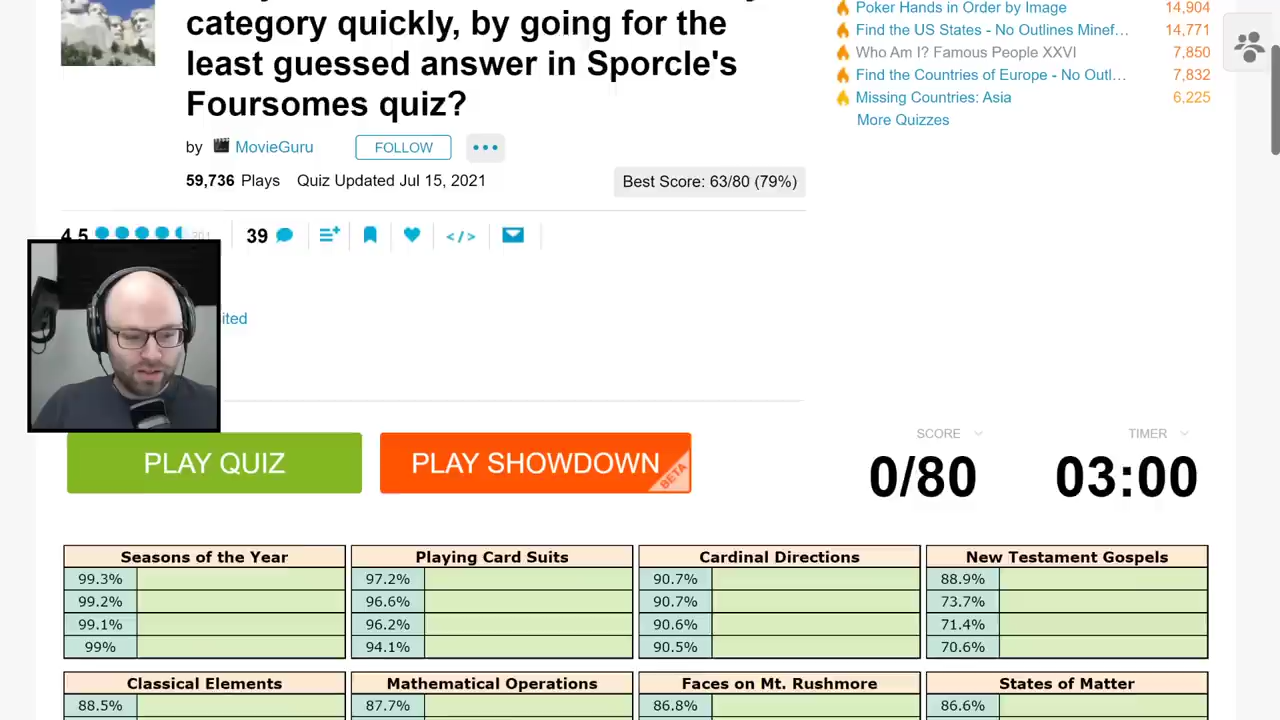 category quickly, by going for the
least guessed answer in Sporcle's
Foursomes quiz?
by MovieGuru FOLLOW •••
59,736 Plays Quiz Updated Jul 15, 2021 Best Score: 63/80 (79%)
4.5 201 39 </>
ited
Poker Hands in Order by Image 14,904
Find the US States - No Outlines Minef... 14,771
Who Am I? Famous People XXVI 7,850
Find the Countries of Europe - No Outl... 7,832
Missing Countries: Asia 6,225
More Quizzes
PLAY QUIZ
PLAY SHOWDOWN BETA
SCORE
0/80
TIMER
03:00
Seasons of the Year
99.3%
99.2%
99.1%
99%
Playing Card Suits
97.2%
96.6%
96.2%
94.1%
Cardinal Directions
90.7%
90.7%
90.6%
90.5%
New Testament Gospels
88.9%
73.7%
71.4%
70.6%
Classical Elements
88.5%
Mathematical Operations
87.7%
Faces on Mt. Rushmore
86.8%
States of Matter
86.6%